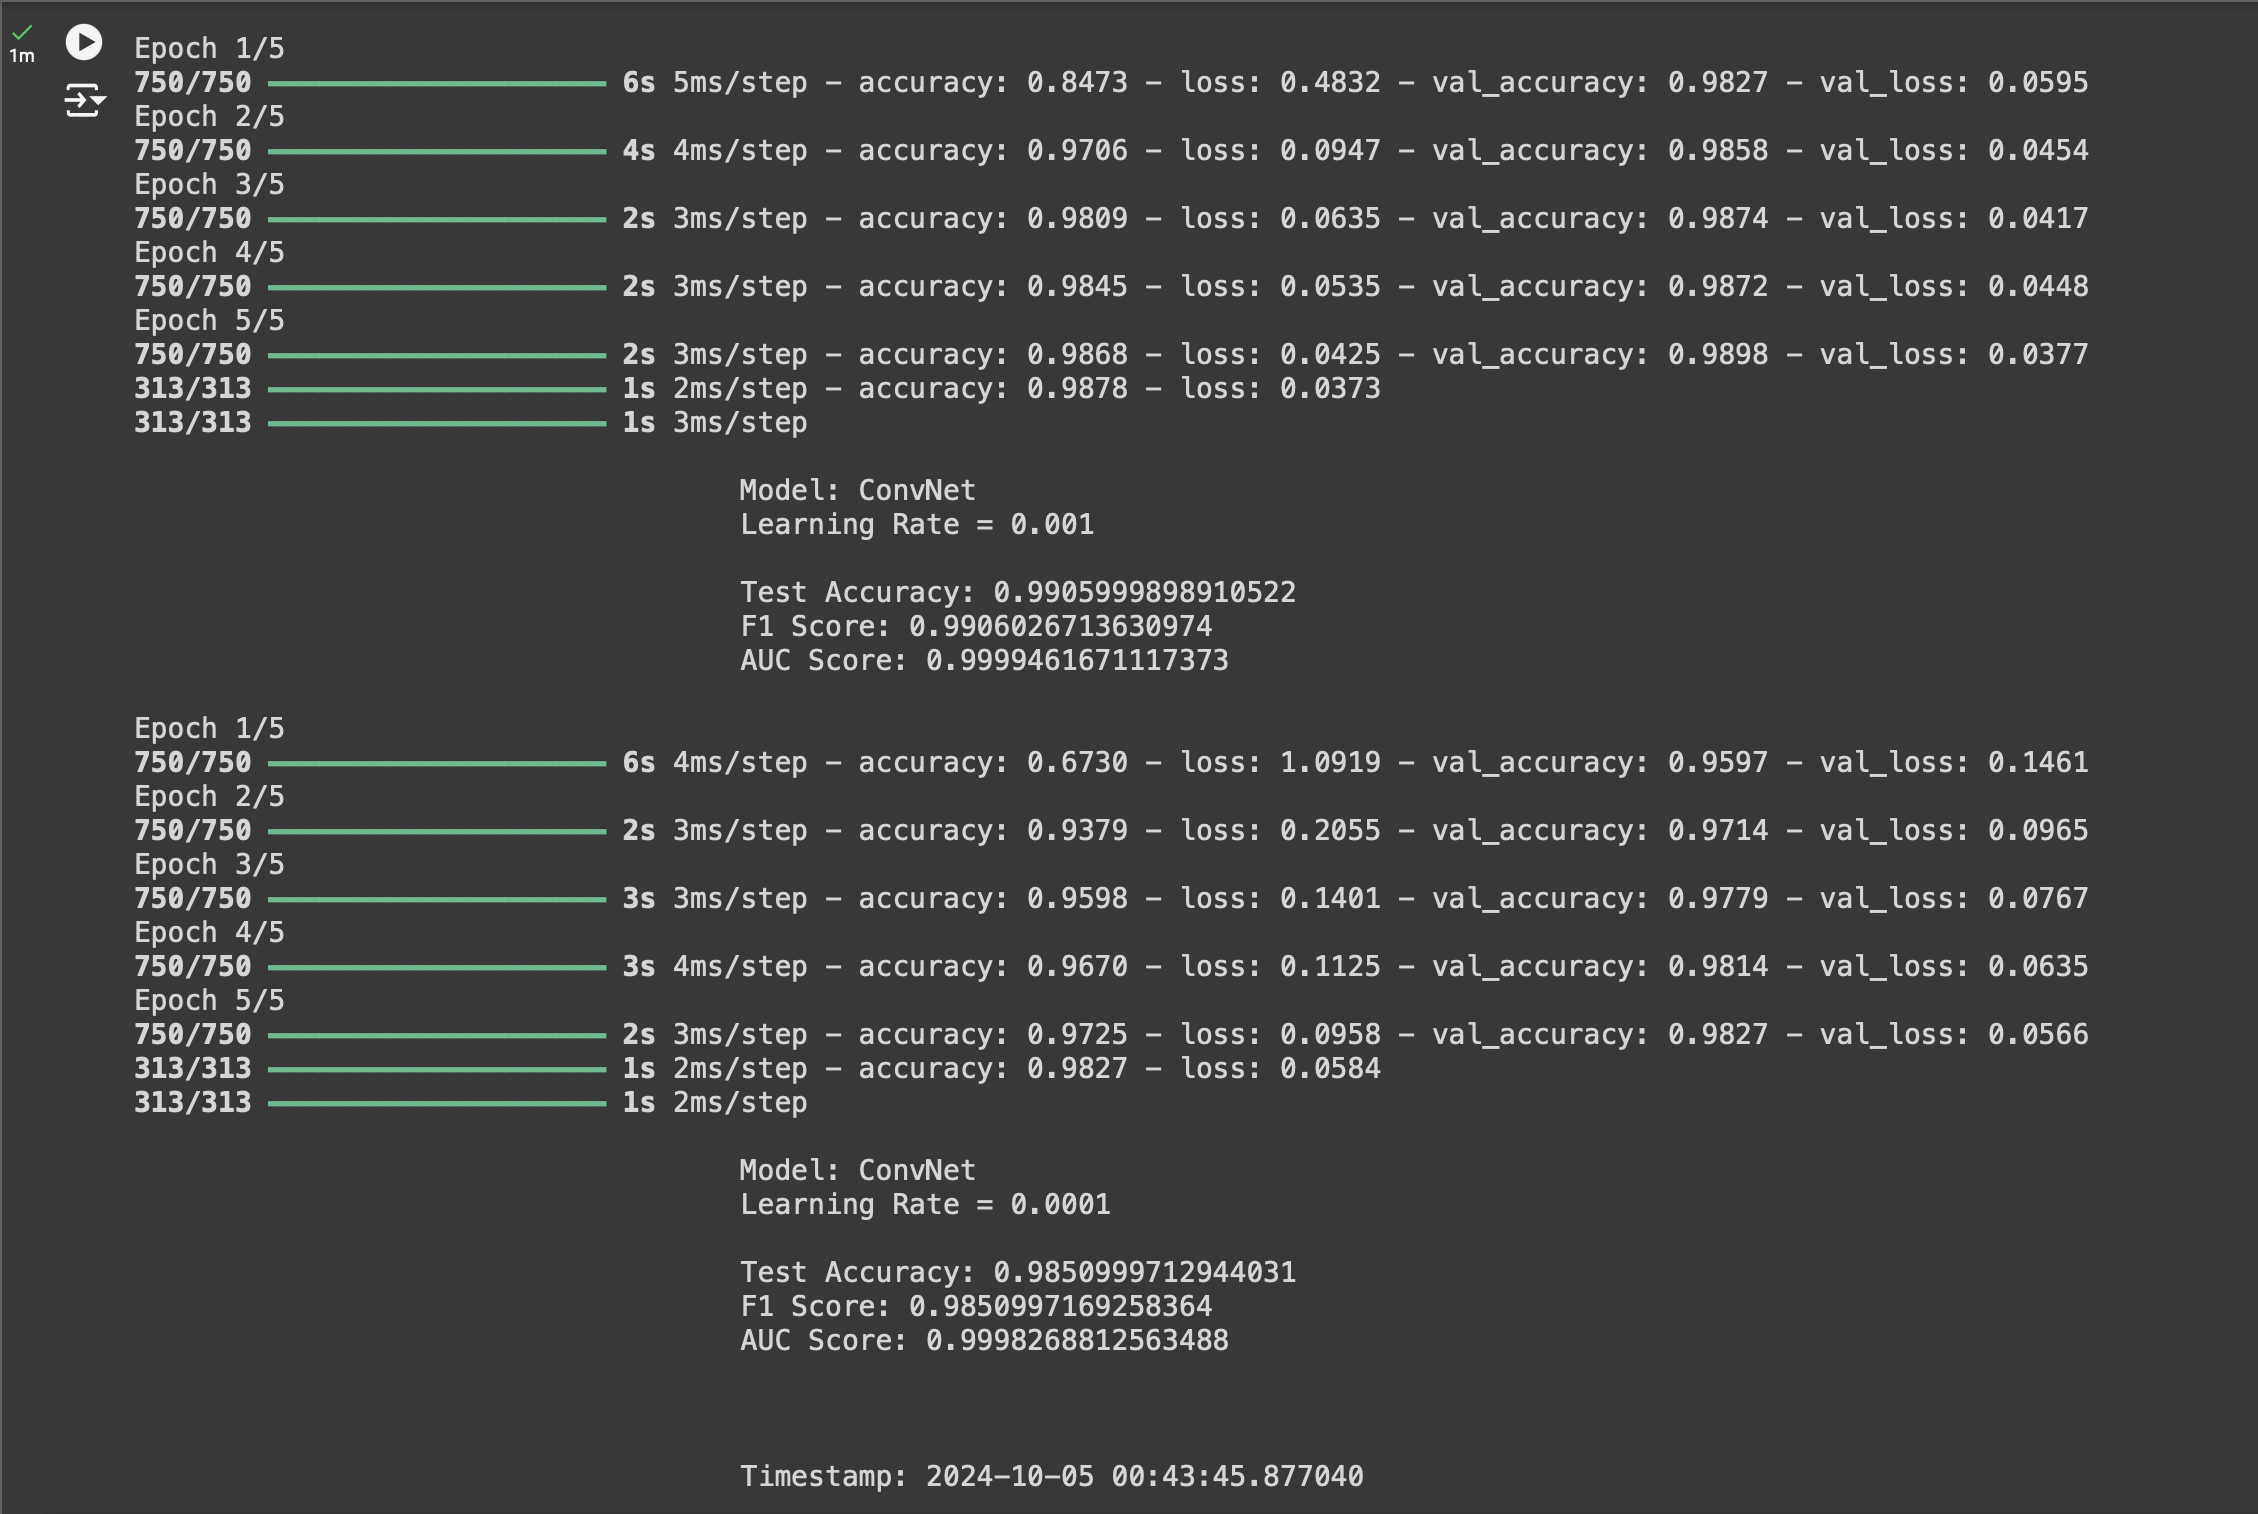 1m
Epoch 1/5
750/750 ━━━━━━━━━━━━━━━━━━━━ 6s 5ms/step - accuracy: 0.8473 - loss: 0.4832 - val_accuracy: 0.9827 - val_loss: 0.0595
Epoch 2/5
750/750 ━━━━━━━━━━━━━━━━━━━━ 4s 4ms/step - accuracy: 0.9706 - loss: 0.0947 - val_accuracy: 0.9858 - val_loss: 0.0454
Epoch 3/5
750/750 ━━━━━━━━━━━━━━━━━━━━ 2s 3ms/step - accuracy: 0.9809 - loss: 0.0635 - val_accuracy: 0.9874 - val_loss: 0.0417
Epoch 4/5
750/750 ━━━━━━━━━━━━━━━━━━━━ 2s 3ms/step - accuracy: 0.9845 - loss: 0.0535 - val_accuracy: 0.9872 - val_loss: 0.0448
Epoch 5/5
750/750 ━━━━━━━━━━━━━━━━━━━━ 2s 3ms/step - accuracy: 0.9868 - loss: 0.0425 - val_accuracy: 0.9898 - val_loss: 0.0377
313/313 ━━━━━━━━━━━━━━━━━━━━ 1s 2ms/step - accuracy: 0.9878 - loss: 0.0373
313/313 ━━━━━━━━━━━━━━━━━━━━ 1s 3ms/step
Model: ConvNet
Learning Rate = 0.001
Test Accuracy: 0.9905999898910522
F1 Score: 0.9906026713630974
AUC Score: 0.9999461671117373
Epoch 1/5
750/750 ━━━━━━━━━━━━━━━━━━━━ 6s 4ms/step - accuracy: 0.6730 - loss: 1.0919 - val_accuracy: 0.9597 - val_loss: 0.1461
Epoch 2/5
750/750 ━━━━━━━━━━━━━━━━━━━━ 2s 3ms/step - accuracy: 0.9379 - loss: 0.2055 - val_accuracy: 0.9714 - val_loss: 0.0965
Epoch 3/5
750/750 ━━━━━━━━━━━━━━━━━━━━ 3s 3ms/step - accuracy: 0.9598 - loss: 0.1401 - val_accuracy: 0.9779 - val_loss: 0.0767
Epoch 4/5
750/750 ━━━━━━━━━━━━━━━━━━━━ 3s 4ms/step - accuracy: 0.9670 - loss: 0.1125 - val_accuracy: 0.9814 - val_loss: 0.0635
Epoch 5/5
750/750 ━━━━━━━━━━━━━━━━━━━━ 2s 3ms/step - accuracy: 0.9725 - loss: 0.0958 - val_accuracy: 0.9827 - val_loss: 0.0566
313/313 ━━━━━━━━━━━━━━━━━━━━ 1s 2ms/step - accuracy: 0.9827 - loss: 0.0584
313/313 ━━━━━━━━━━━━━━━━━━━━ 1s 2ms/step
Model: ConvNet
Learning Rate = 0.0001
Test Accuracy: 0.9850999712944031
F1 Score: 0.9850997169258364
AUC Score: 0.9998268812563488
Timestamp: 2024-10-05 00:43:45.877040